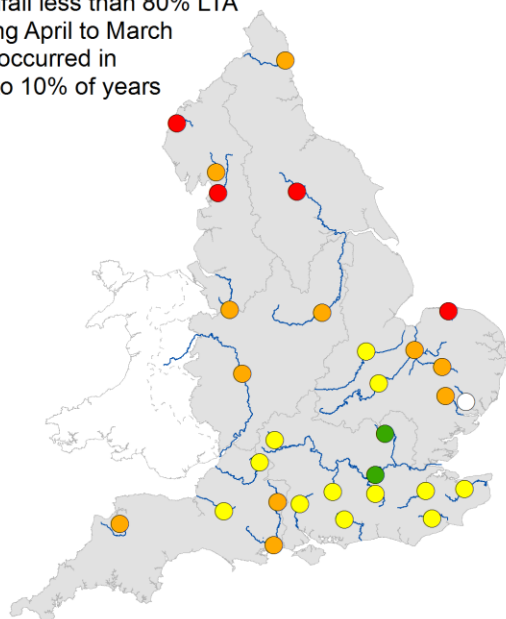 fall less than 80% LTA
ng April to March
occurred in
o 10% of years